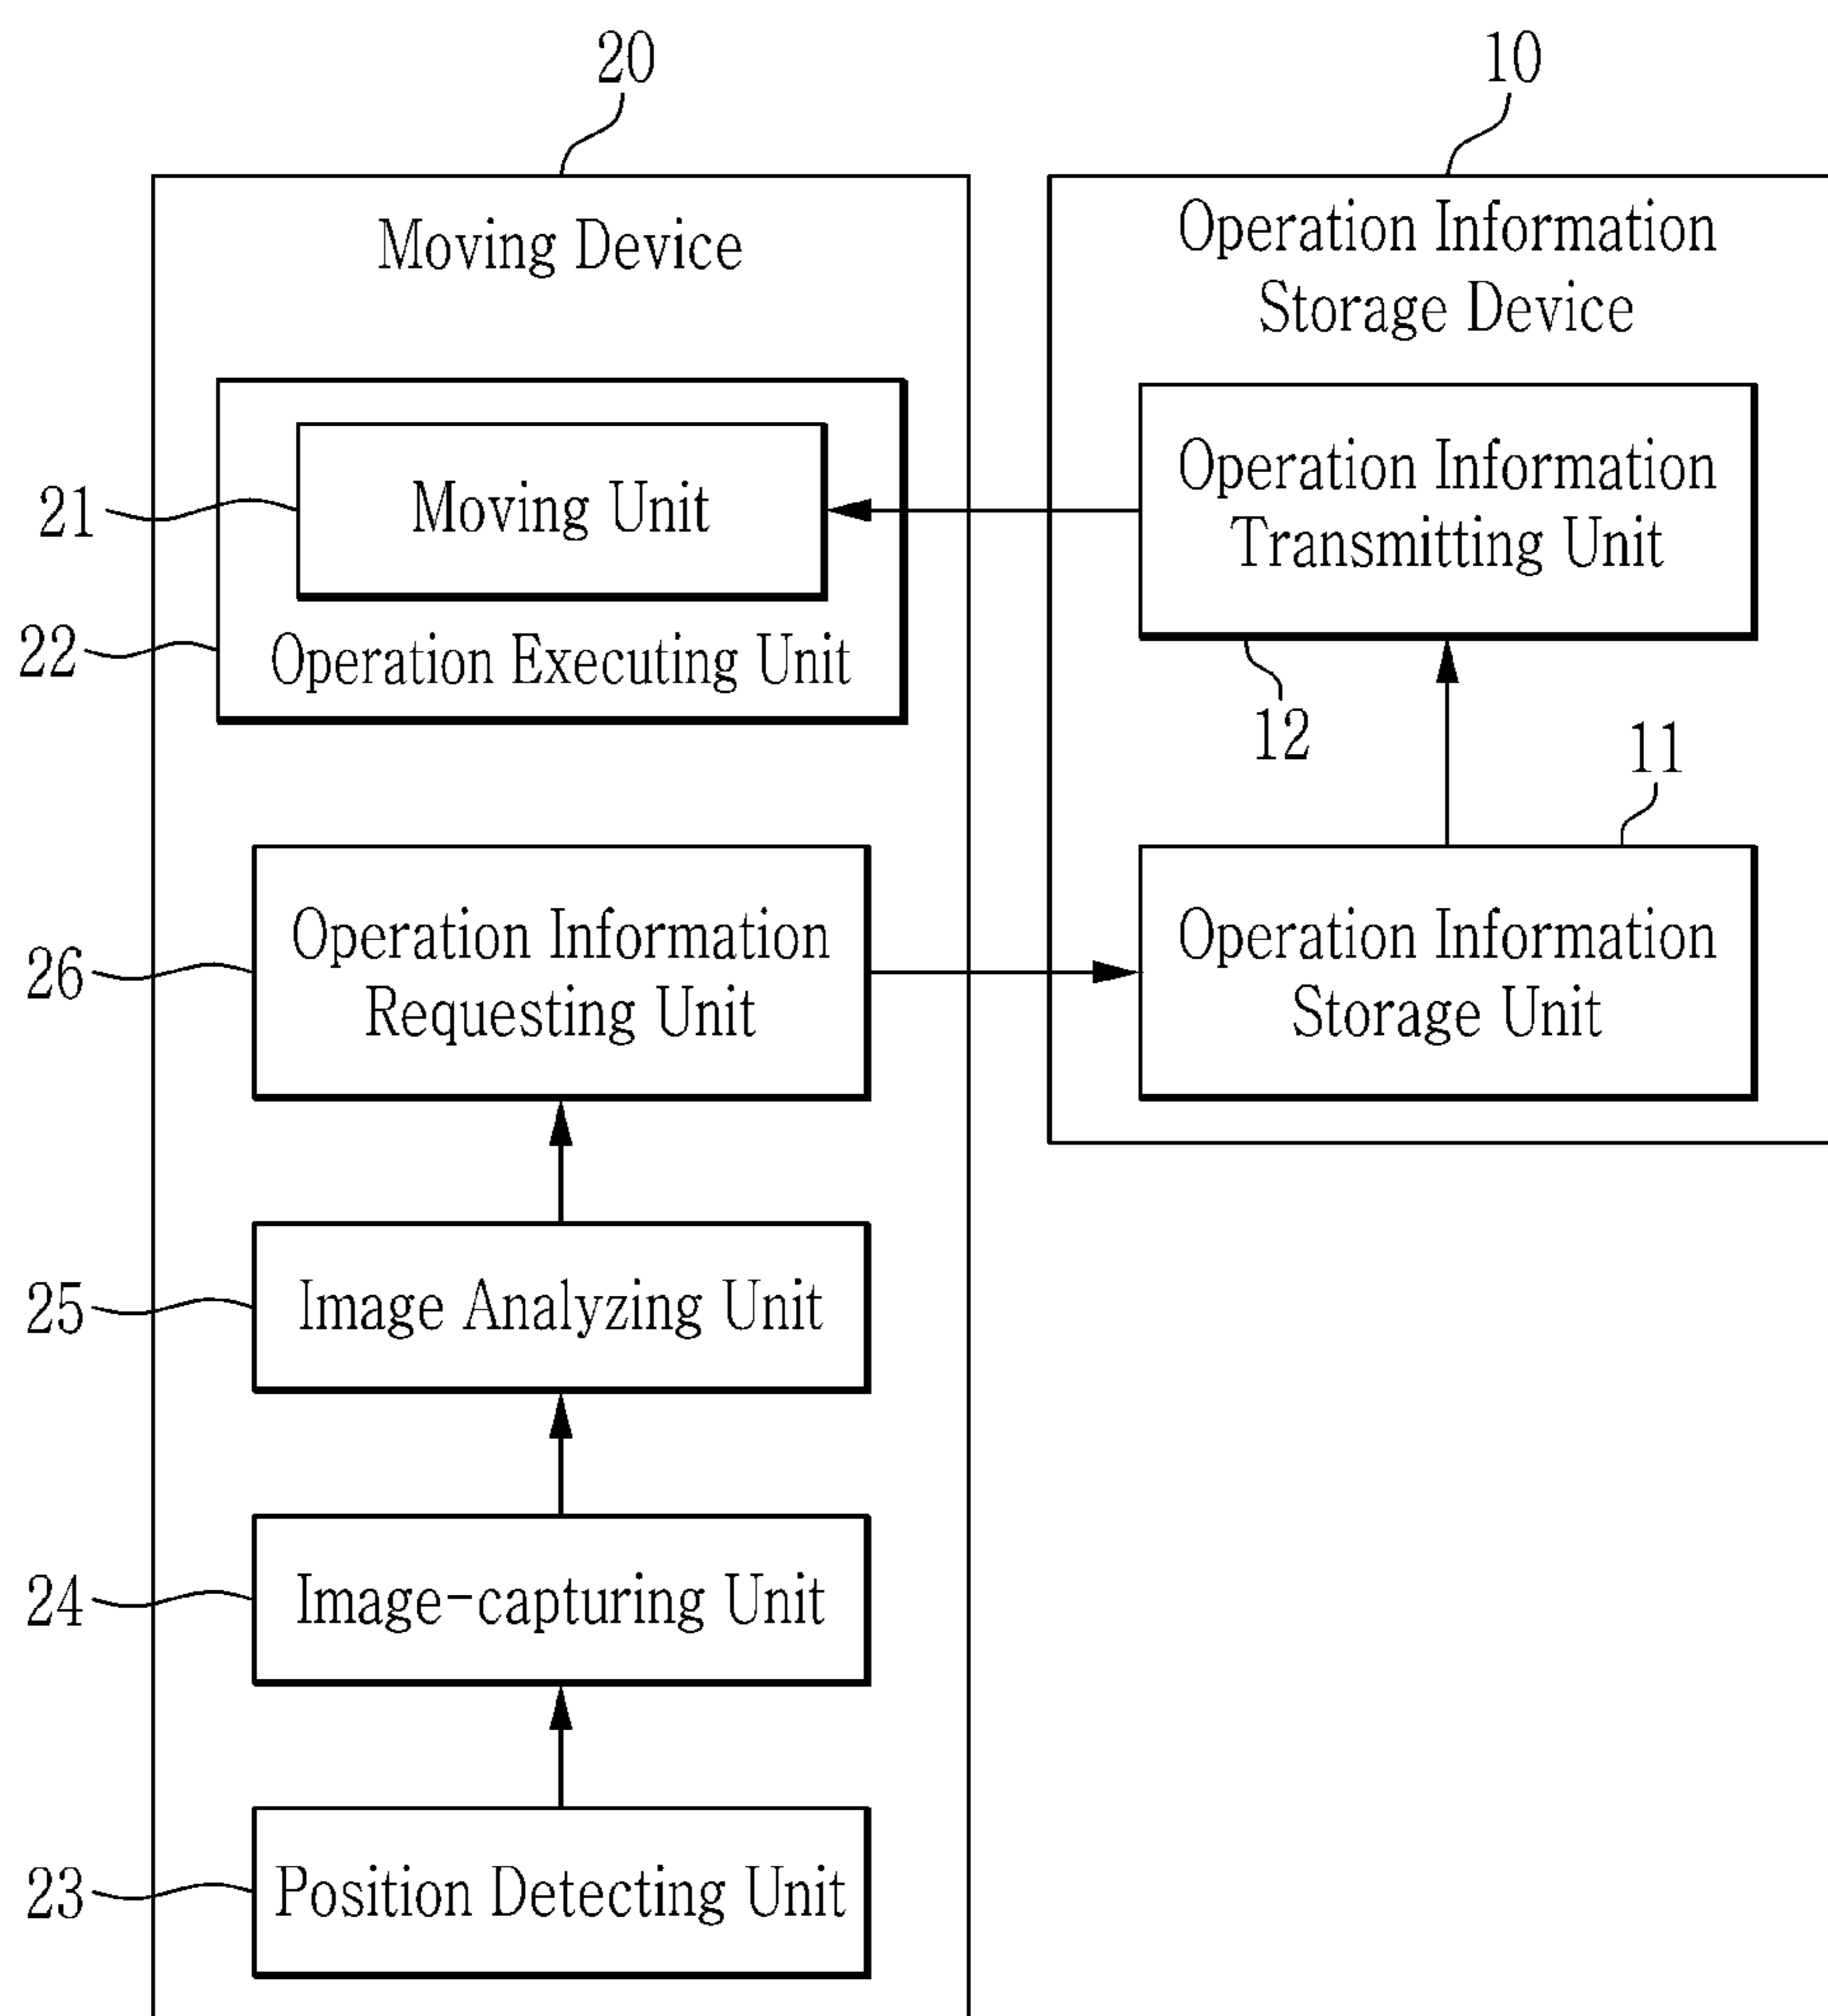 20
10
Moving Device
Operation Information
Storage Device
21
Moving Unit
Operation Information
Transmitting Unit
22
Operation Executing Unit
12
11
26
Operation Information
Requesting Unit
Operation Information
Storage Unit
25
Image Analyzing Unit
24
Image-capturing Unit
23
Position Detecting Unit